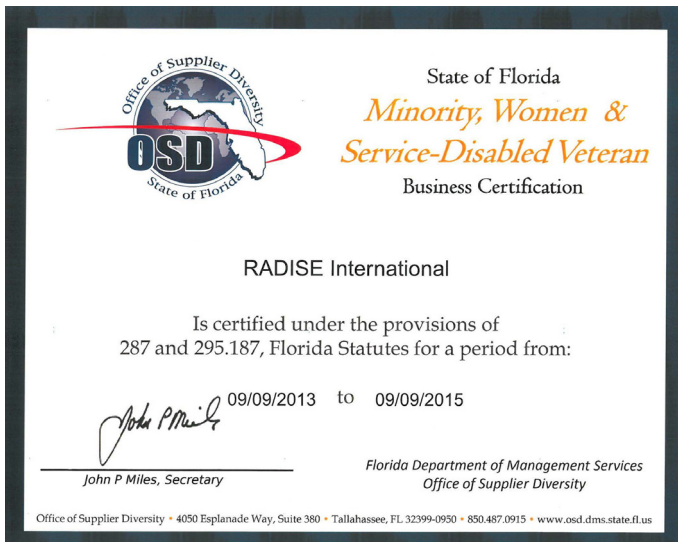 Office of Supplier Diversity
OSD
State of Florida
State of Florida
Minority, Women &
Service-Disabled Veteran
Business Certification
RADISE International
Is certified under the provisions of
287 and 295.187, Florida Statutes for a period from:
09/09/2013 to 09/09/2015
John P Miles
John P Miles, Secretary
Florida Department of Management Services
Office of Supplier Diversity
Office of Supplier Diversity • 4050 Esplanade Way, Suite 380 • Tallahassee, FL 32399-0950 • 850.487.0915 • www.osd.dms.state.fl.us